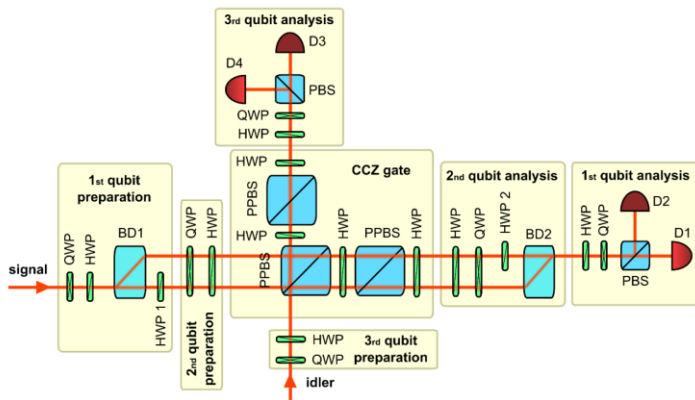 3rd qubit analysis
D3
D4
PBS
QWP
HWP
HWP
CCZ gate
PPBS
HWP
1st qubit
preparation
QWP
HWP
BD1
HWP 1
signal
QWP
HWP
2nd qubit
preparation
PPBS
HWP
PPBS
HWP
2nd qubit analysis
HWP
QWP
HWP 2
BD2
1st qubit analysis
HWP
QWP
D2
D1
PBS
HWP
QWP
3rd qubit
preparation
idler